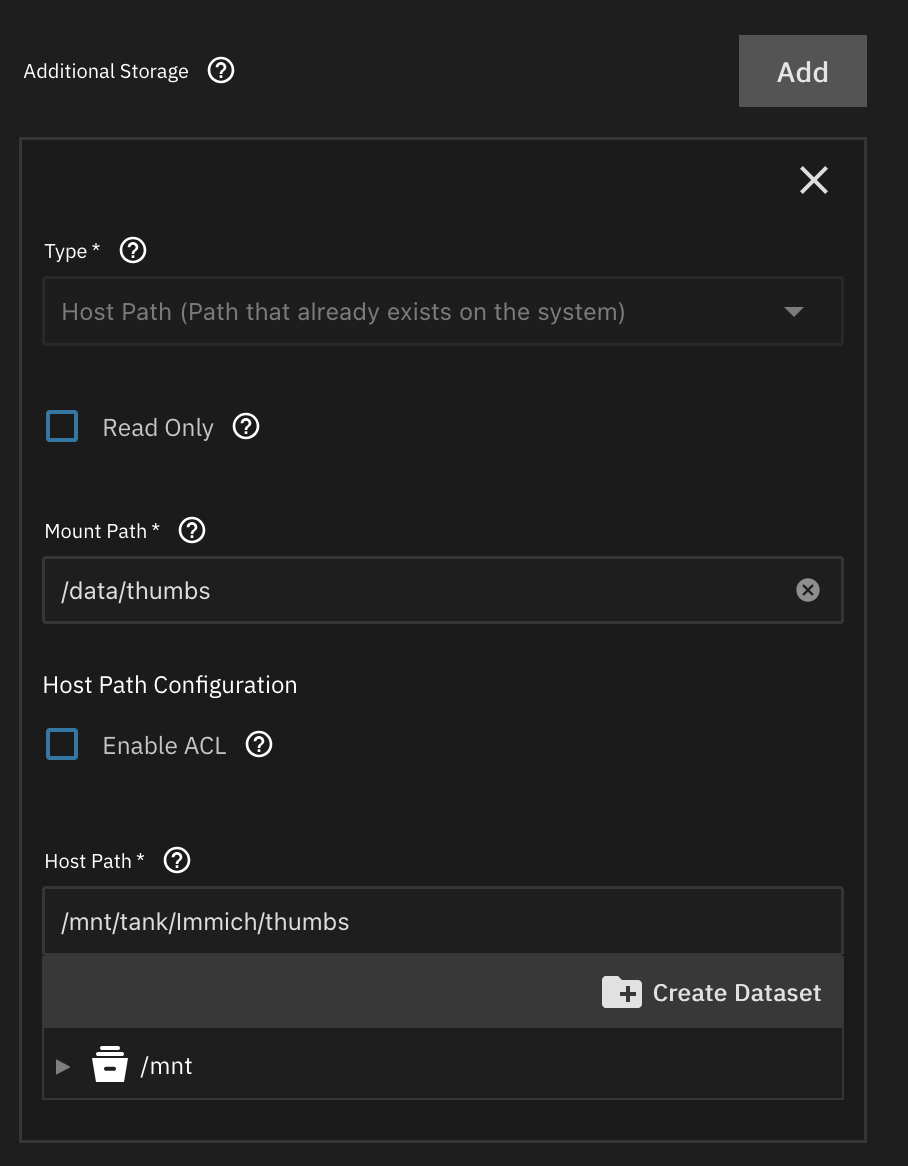 Additional Storage
Add
Type *
Host Path (Path that already exists on the system)
Read Only
Mount Path *
/data/thumbs
Host Path Configuration
Enable ACL
Host Path *
/mnt/tank/Immich/thumbs
Create Dataset
/mnt